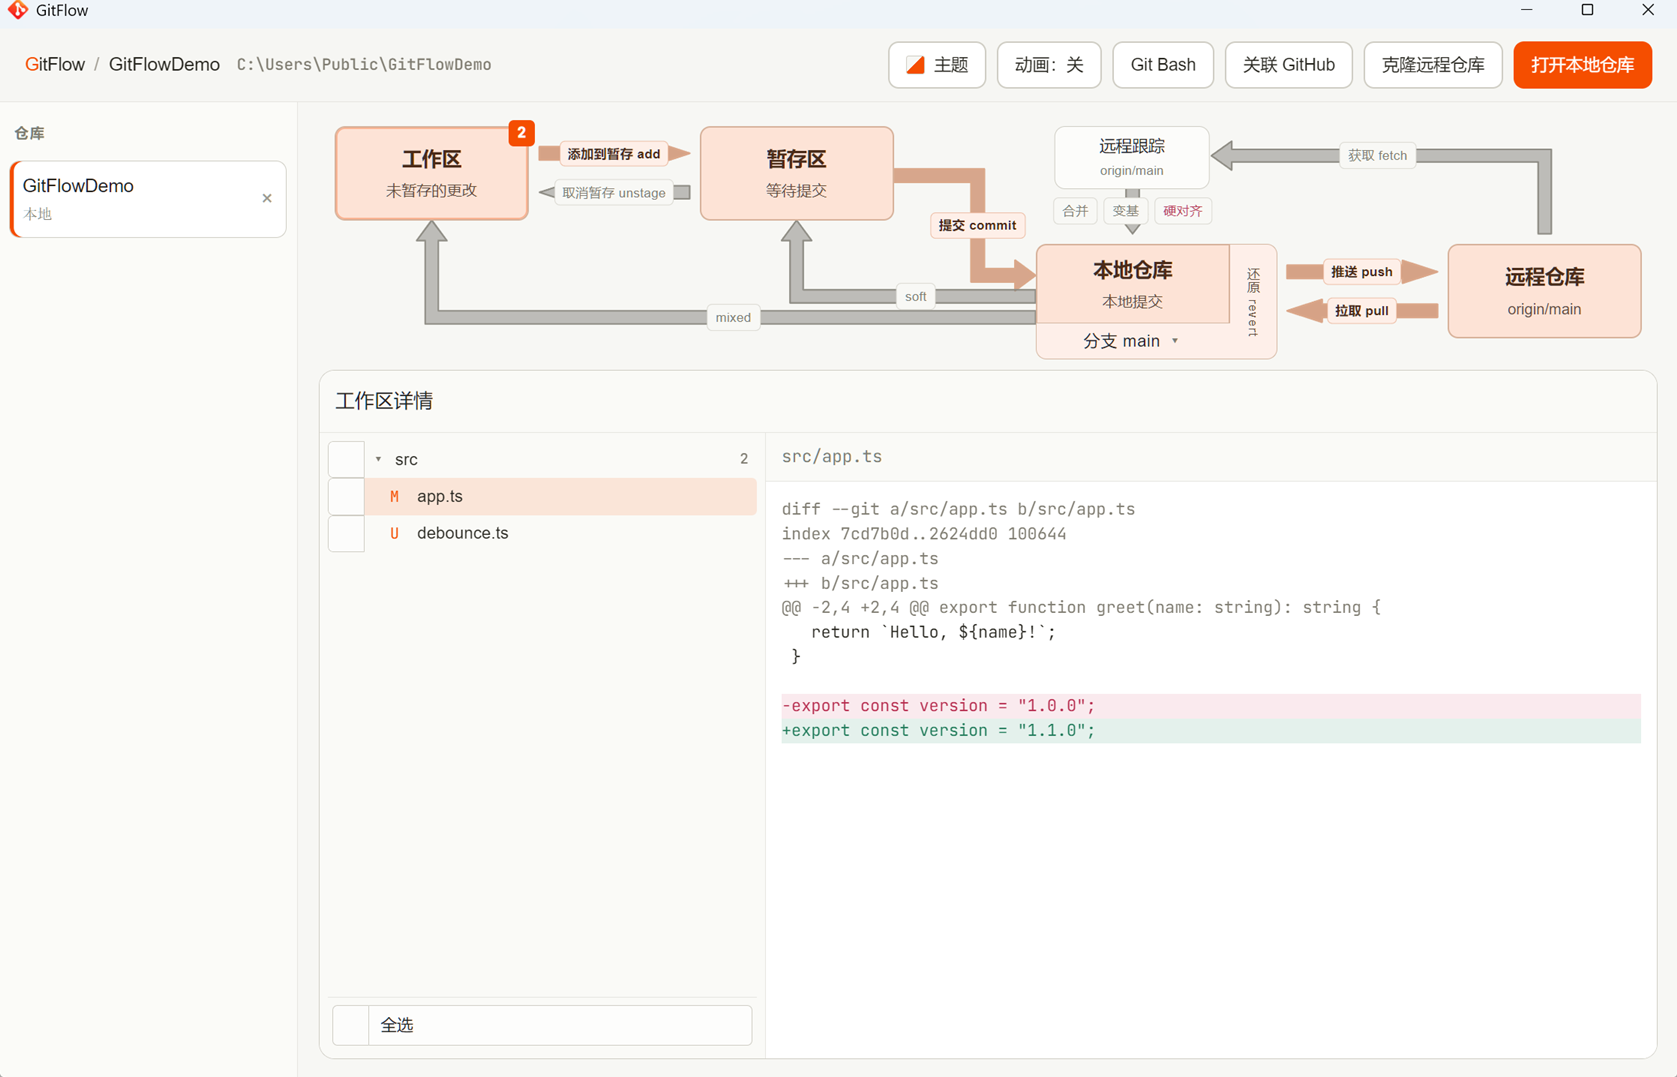 GitFlow
GitFlow / GitFlowDemo C:\Users\Public\GitFlowDemo
主题
动画：关
Git Bash
关联 GitHub
克隆远程仓库
打开本地仓库
仓库
GitFlowDemo
本地
×
工作区
未暂存的更改
2
添加到暂存 add
取消暂存 unstage
暂存区
等待提交
提交 commit
远程跟踪
origin/main
合并
变基
硬对齐
获取 fetch
本地仓库
本地提交
还原 revert
分支 main
soft
mixed
推送 push
拉取 pull
远程仓库
origin/main
工作区详情
src 2
M app.ts
U debounce.ts
全选
src/app.ts
diff --git a/src/app.ts b/src/app.ts
index 7cd7b0d..2624dd0 100644
--- a/src/app.ts
+++ b/src/app.ts
@@ -2,4 +2,4 @@ export function greet(name: string): string {
   return `Hello, ${name}!`;
 }
-export const version = "1.0.0";
+export const version = "1.1.0";